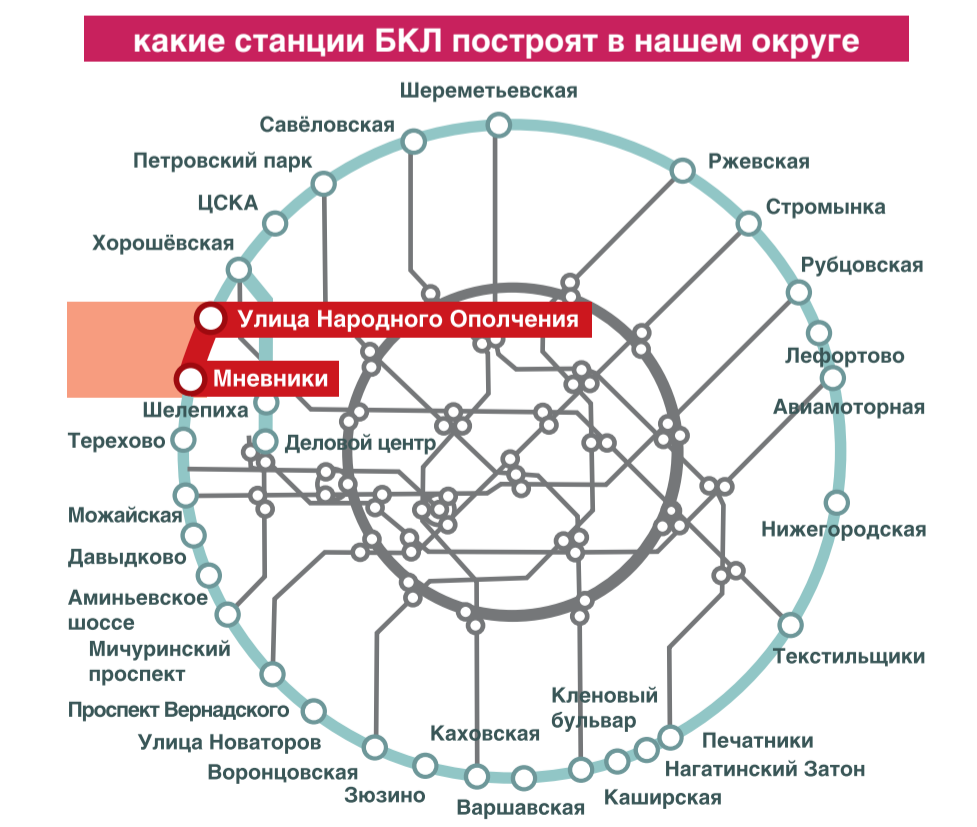 какие станции БКЛ построят в нашем округе
Шереметьевская
Савёловская
Петровский парк
Ржевская
ЦСКА
Стромынка
Хорошёвская
Рубцовская
Улица Народного Ополчения
Лефортово
Мневники
Шелепиха
Авиамоторная
Терехово
Деловой центр
Можайская
Нижегородская
Давыдково
Аминьевское
шоссе
Мичуринский
проспект
Текстильщики
Проспект Вернадского
Кленовый
бульвар
Улица Новаторов
Каховская
Печатники
Воронцовская
Нагатинский Затон
Зюзино
Каширская
Варшавская